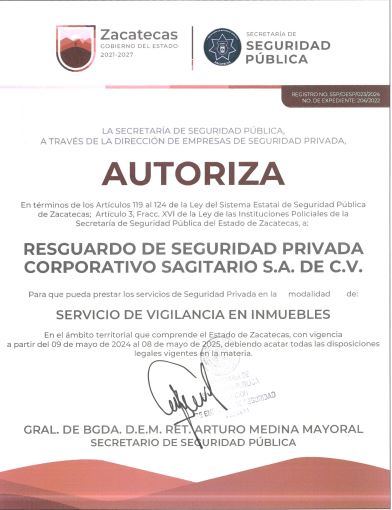 Zacatecas
GOBIERNO DEL ESTADO
2021-2027
SECRETARÍA DE
SEGURIDAD
PÚBLICA
REGISTRO NO. SSP/DESP/023/2024
NO. DE EXPEDIENTE: 206/2022
LA SECRETARÍA DE SEGURIDAD PÚBLICA,
A TRAVÉS DE LA DIRECCIÓN DE EMPRESAS DE SEGURIDAD PRIVADA,
AUTORIZA
En términos de los Artículos 119 al 124 de la Ley del Sistema Estatal de Seguridad Pública
de Zacatecas; Artículo 3, Fracc. XVI de la Ley de las Instituciones Policiales de la
Secretaría de Seguridad Pública del Estado de Zacatecas, a:
RESGUARDO DE SEGURIDAD PRIVADA
CORPORATIVO SAGITARIO S.A. DE C.V.
Para que pueda prestar los servicios de Seguridad Privada en la modalidad de:
SERVICIO DE VIGILANCIA EN INMUEBLES
En el ámbito territorial que comprende el Estado de Zacatecas, con vigencia
a partir del 09 de mayo de 2024 al 08 de mayo de 2025, debiendo acatar todas las disposiciones
legales vigentes en la materia.
GRAL. DE BGDA. D.E.M. RET. ARTURO MEDINA MAYORAL
SECRETARIO DE SEGURIDAD PÚBLICA